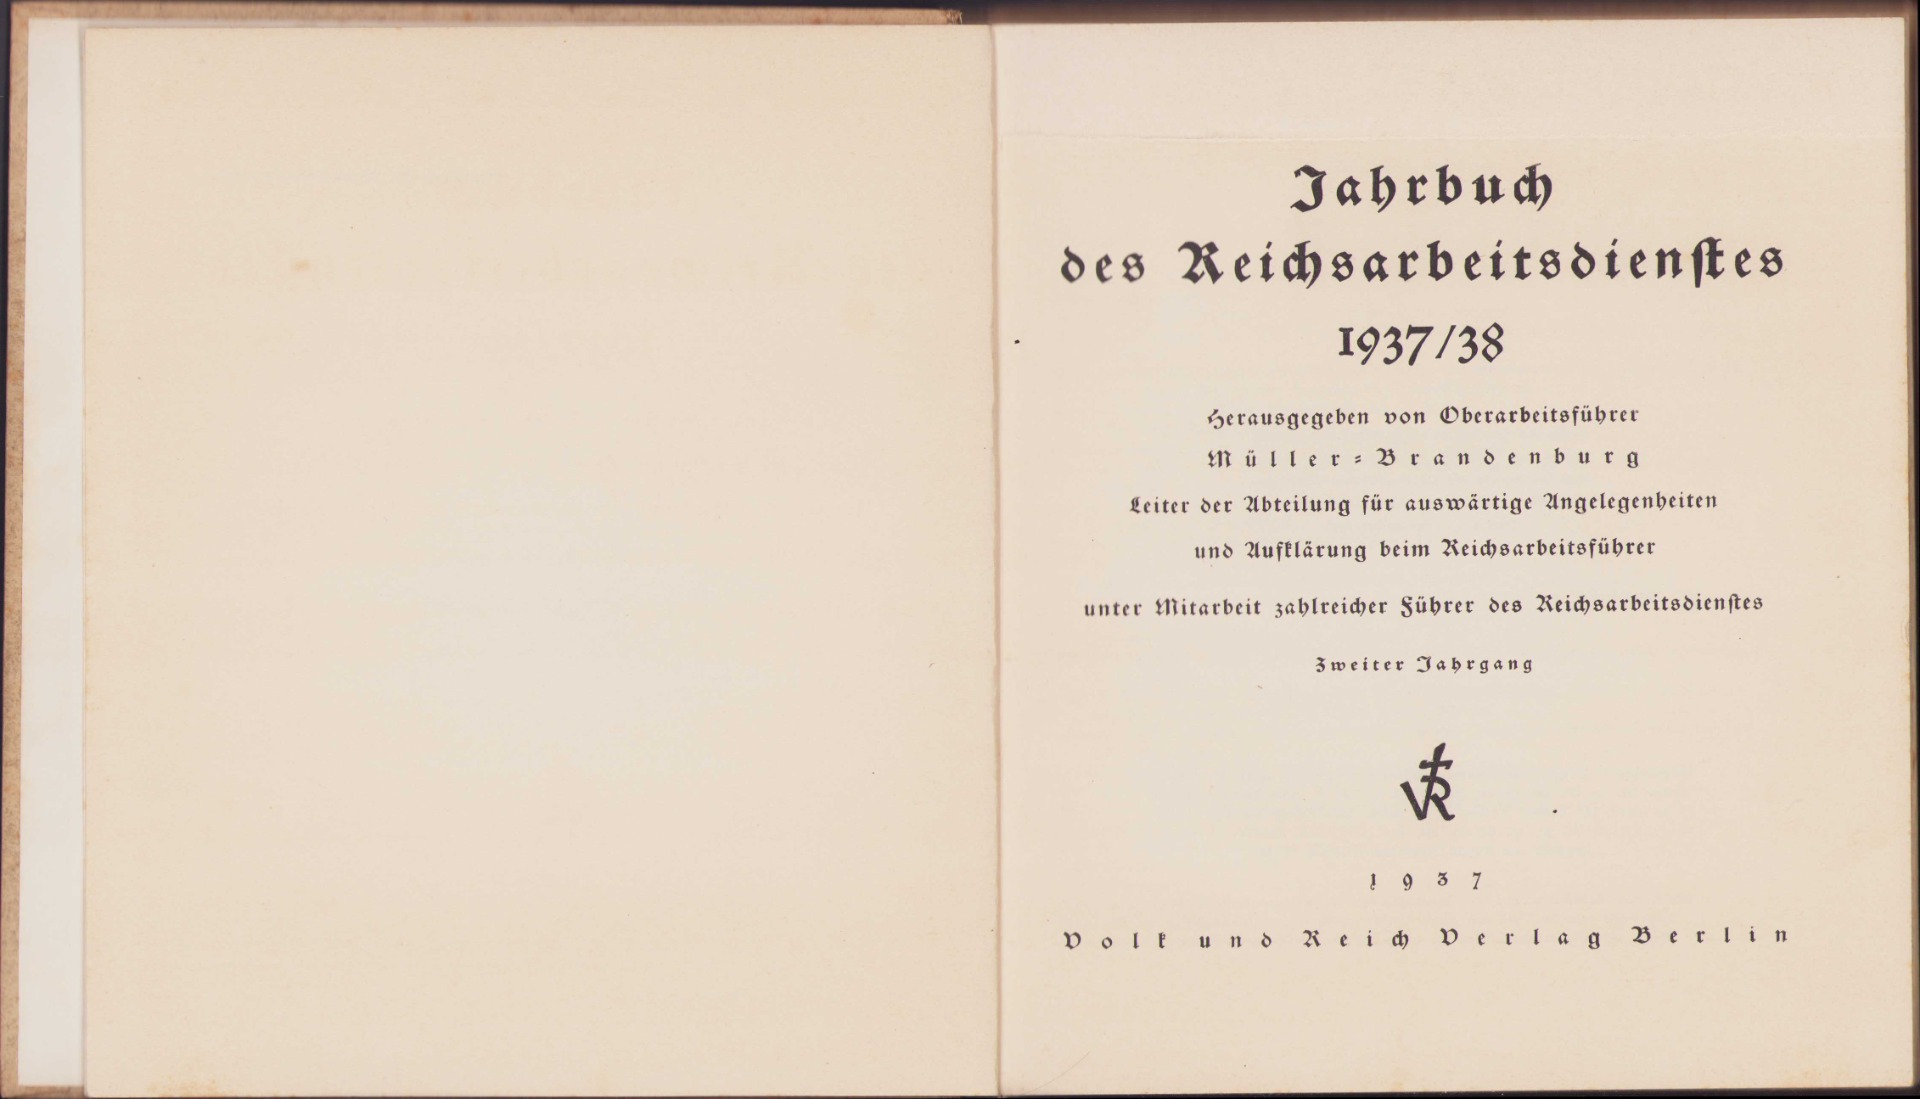 Jahrbuch
des Reichsarbeitsdienstes
1937/38
Herausgegeben von Oberarbeitsführer
Müller=Brandenburg
Leiter der Abteilung für auswärtige Angelegenheiten
und Aufklärung beim Reichsarbeitsführer
unter Mitarbeit zahlreicher Führer des Reichsarbeitsdienstes
Zweiter Jahrgang
VR
1937
Volk und Reich Verlag Berlin